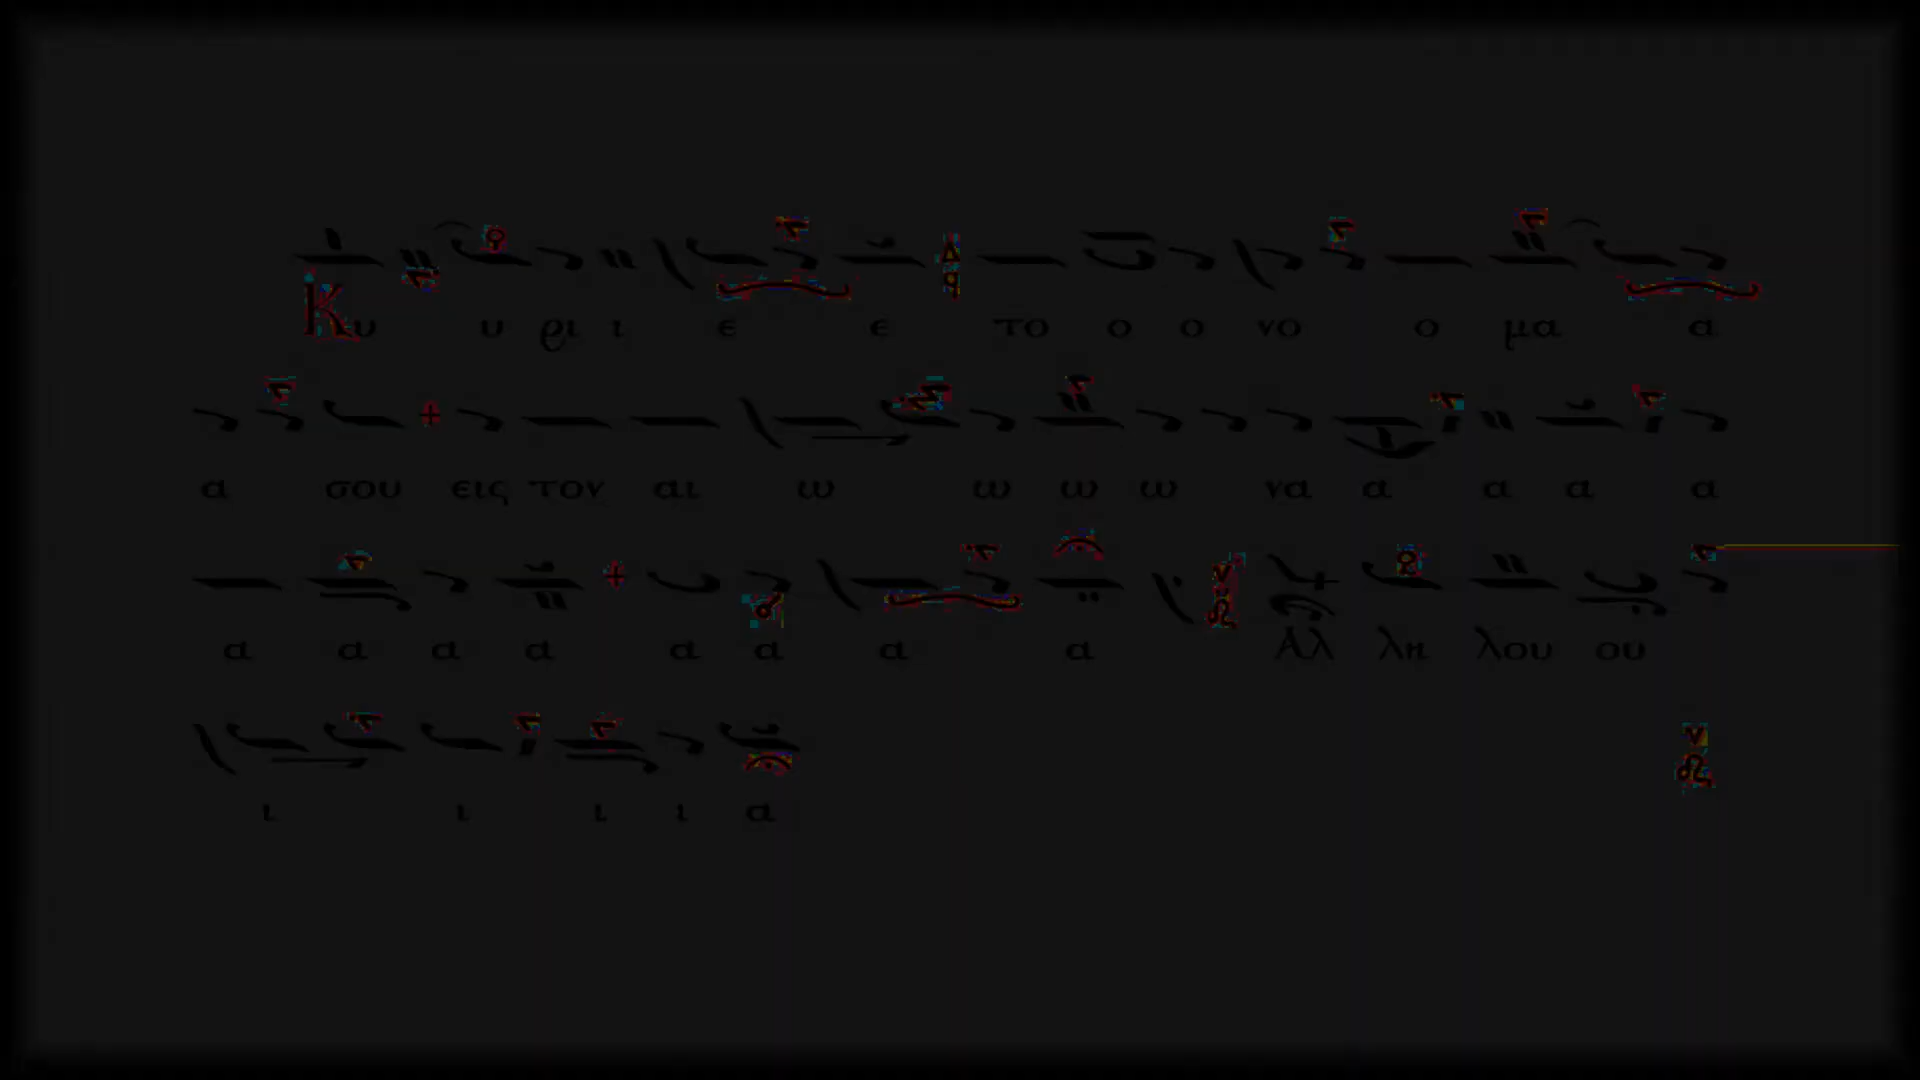 Κυ υ ρι ι ε ε το ο ο νο ο μα α
α σου εις τον αι ω ω ω ω να α α α α
α α α α α α α α Αλ λη λου ου
ι ι ι ι α